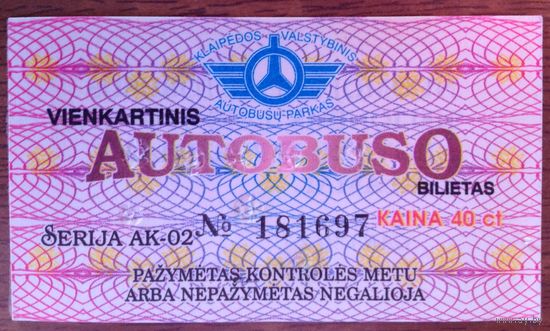 KLAIPĖDOS VALSTYBINIS
AUTOBUSŲ PARKAS
VIENKARTINIS
AUTOBUSO
BILIETAS
SERIJA AK-02 № 181697 KAINA 40 ct
PAŽYMĖTAS KONTROLĖS METU
ARBA NEPAŽYMĖTAS NEGALIOJA